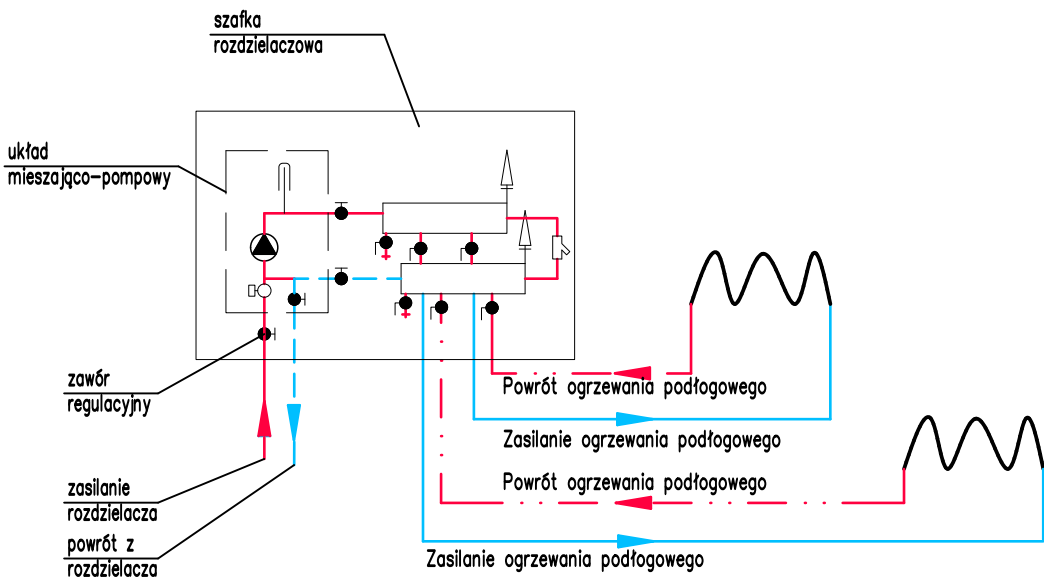 szafka
rozdzielaczowa
układ
mieszająco-pompowy
zawór
regulacyjny
Powrót ogrzewania podłogowego
Zasilanie ogrzewania podłogowego
zasilanie
rozdzielacza
Powrót ogrzewania podłogowego
powrót z
rozdzielacza
Zasilanie ogrzewania podłogowego